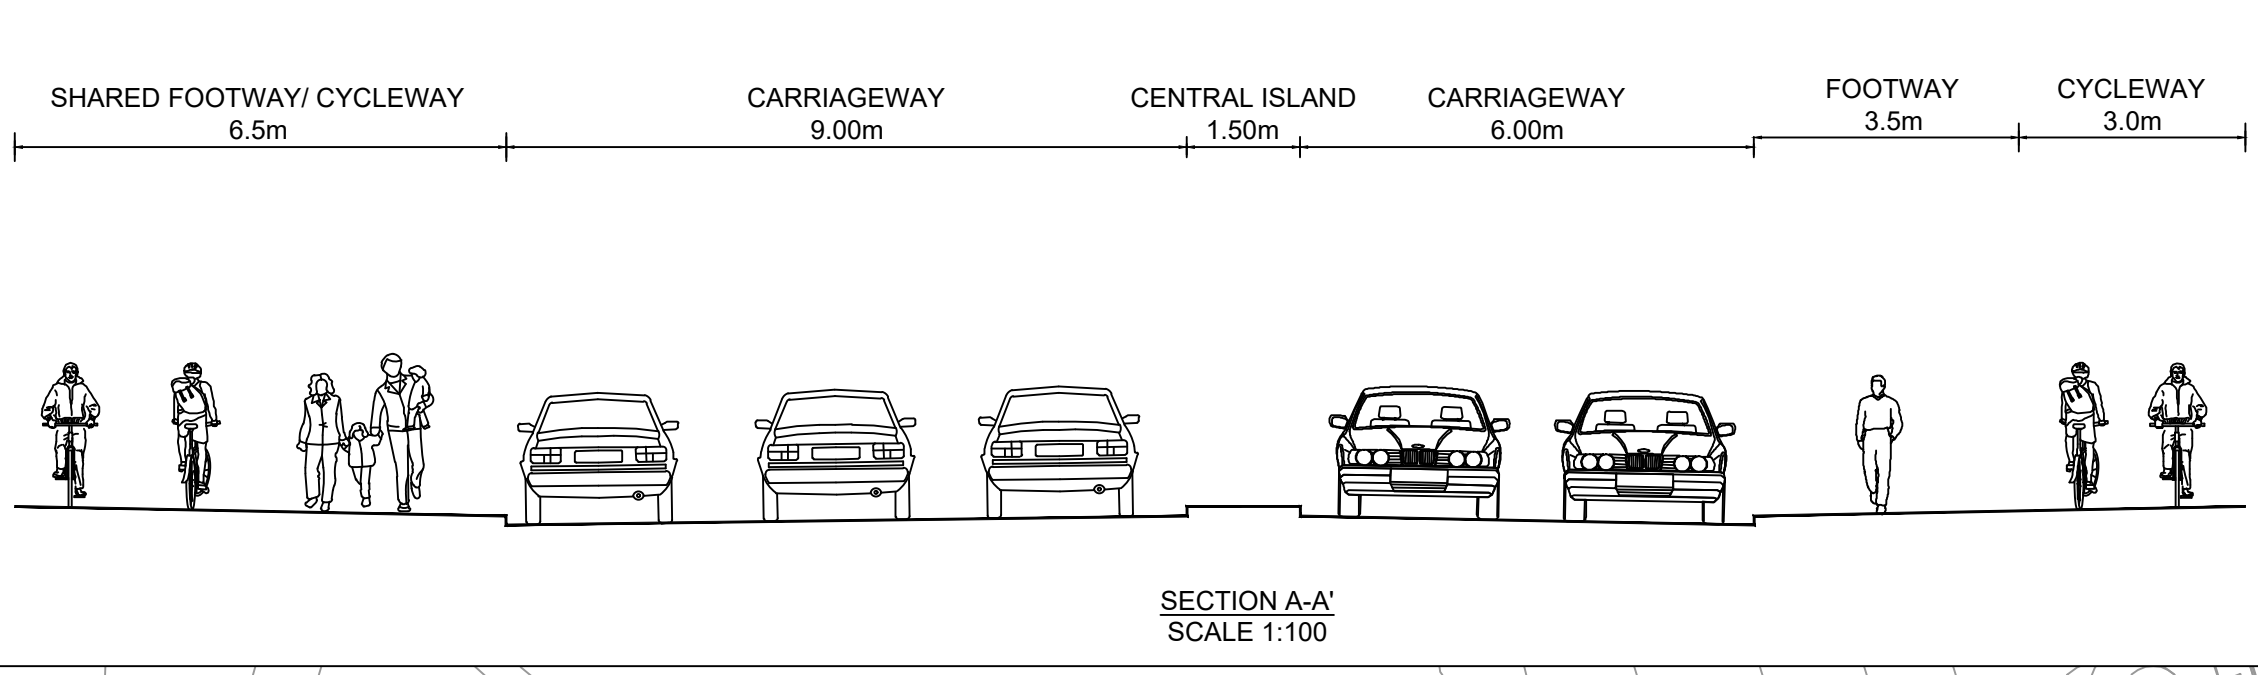 SHARED FOOTWAY/ CYCLEWAY
6.5m
CARRIAGEWAY
9.00m
CENTRAL ISLAND
1.50m
CARRIAGEWAY
6.00m
FOOTWAY
3.5m
CYCLEWAY
3.0m
SECTION A-A'
SCALE 1:100